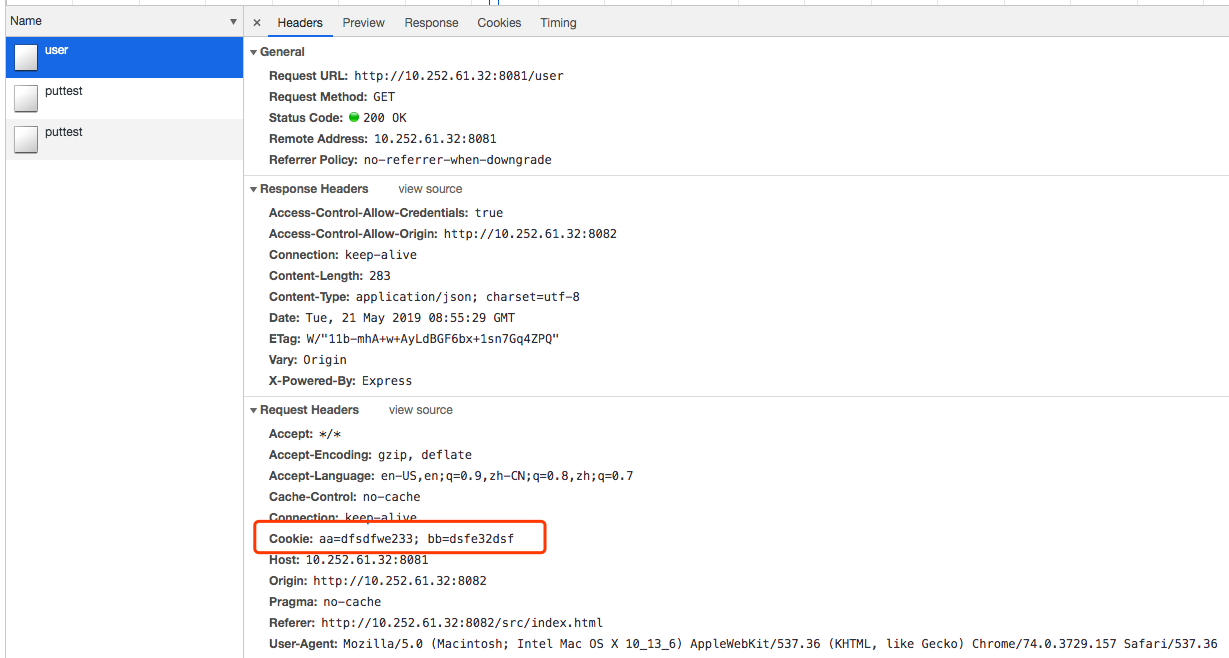 Name
Headers Preview Response Cookies Timing
user
puttest
puttest
General
Request URL: http://10.252.61.32:8081/user
Request Method: GET
Status Code: 200 OK
Remote Address: 10.252.61.32:8081
Referrer Policy: no-referrer-when-downgrade
Response Headers view source
Access-Control-Allow-Credentials: true
Access-Control-Allow-Origin: http://10.252.61.32:8082
Connection: keep-alive
Content-Length: 283
Content-Type: application/json; charset=utf-8
Date: Tue, 21 May 2019 08:55:29 GMT
ETag: W/"11b-mhA+w+AyLdBGF6bx+1sn7Gq4ZPQ"
Vary: Origin
X-Powered-By: Express
Request Headers view source
Accept: */*
Accept-Encoding: gzip, deflate
Accept-Language: en-US,en;q=0.9,zh-CN;q=0.8,zh;q=0.7
Cache-Control: no-cache
Connection: keep-alive
Cookie: aa=dfsdfwe233; bb=dsfe32dsf
Host: 10.252.61.32:8081
Origin: http://10.252.61.32:8082
Pragma: no-cache
Referer: http://10.252.61.32:8082/src/index.html
User-Agent: Mozilla/5.0 (Macintosh; Intel Mac OS X 10_13_6) AppleWebKit/537.36 (KHTML, like Gecko) Chrome/74.0.3729.157 Safari/537.36